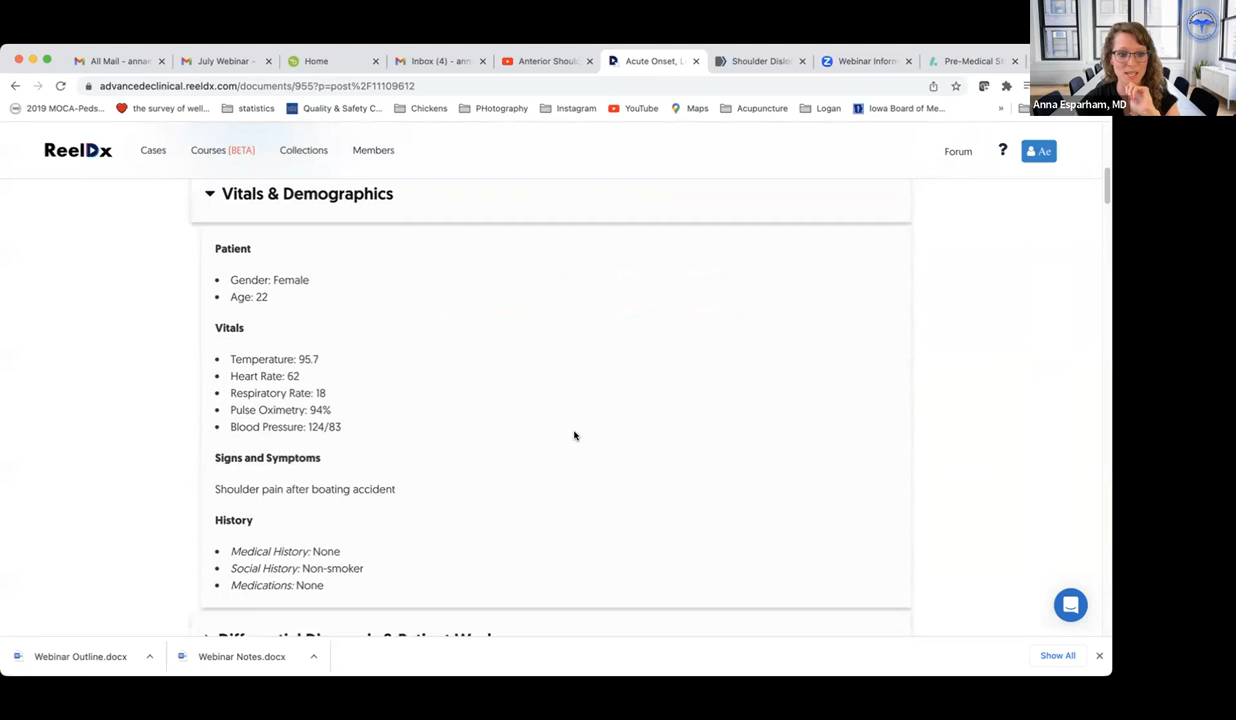 All Mail - annae
July Webinar -
Home
Inbox (4) - ann
Anterior Should
Acute Onset, L
Shoulder Dislo
Webinar Inform
Pre-Medical St
Anna Esparham, MD
advancedeclinical.reeldx.com/documents/955?p=post%2F11109612
2019 MOCA-Peds...
the survey of well...
statistics
Quality & Safety C...
Chickens
PHotography
Instagram
YouTube
Maps
Acupuncture
Logan
Iowa Board of Me...
»
ReelDx
Cases
Courses [BETA]
Collections
Members
Forum
?
Ae
Vitals & Demographics
Patient
• Gender: Female
• Age: 22
Vitals
• Temperature: 95.7
• Heart Rate: 62
• Respiratory Rate: 18
• Pulse Oximetry: 94%
• Blood Pressure: 124/83
Signs and Symptoms
Shoulder pain after boating accident
History
• Medical History: None
• Social History: Non-smoker
• Medications: None
Webinar Outline.docx
Webinar Notes.docx
Show All